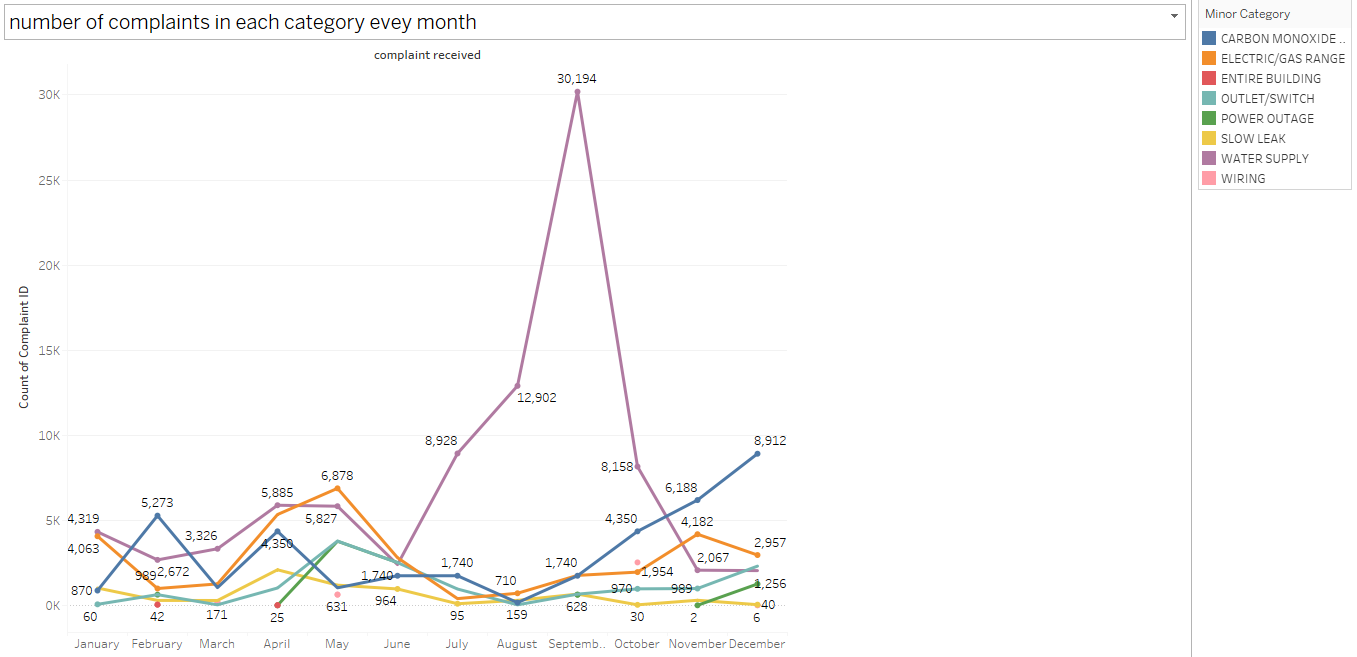 number of complaints in each category evey month
complaint received
Minor Category
CARBON MONOXIDE ..
ELECTRIC/GAS RANGE
ENTIRE BUILDING
OUTLET/SWITCH
POWER OUTAGE
SLOW LEAK
WATER SUPPLY
WIRING
Count of Complaint ID
30K
25K
20K
15K
10K
5K
0K
30,194
12,902
8,928
8,158
8,912
6,878
6,188
5,885
5,273
5,827
4,319
4,350
4,182
3,326
4,063
4,350
2,957
2,067
989
2,672
1,740
1,740
1,740
1,954
870
710
970
989
1,256
964
631
628
40
60
42
171
25
95
159
30
2
6
January
February
March
April
May
June
July
August
Septemb..
October
November
December